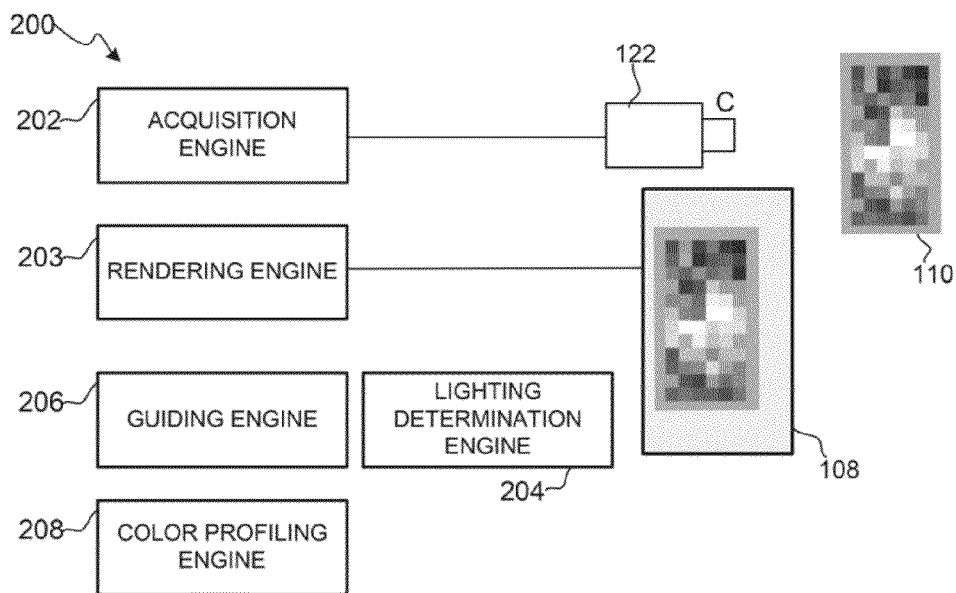 200
122
C
202
ACQUISITION
ENGINE
110
203
RENDERING ENGINE
206
GUIDING ENGINE
LIGHTING
DETERMINATION
ENGINE
108
204
208
COLOR PROFILING
ENGINE